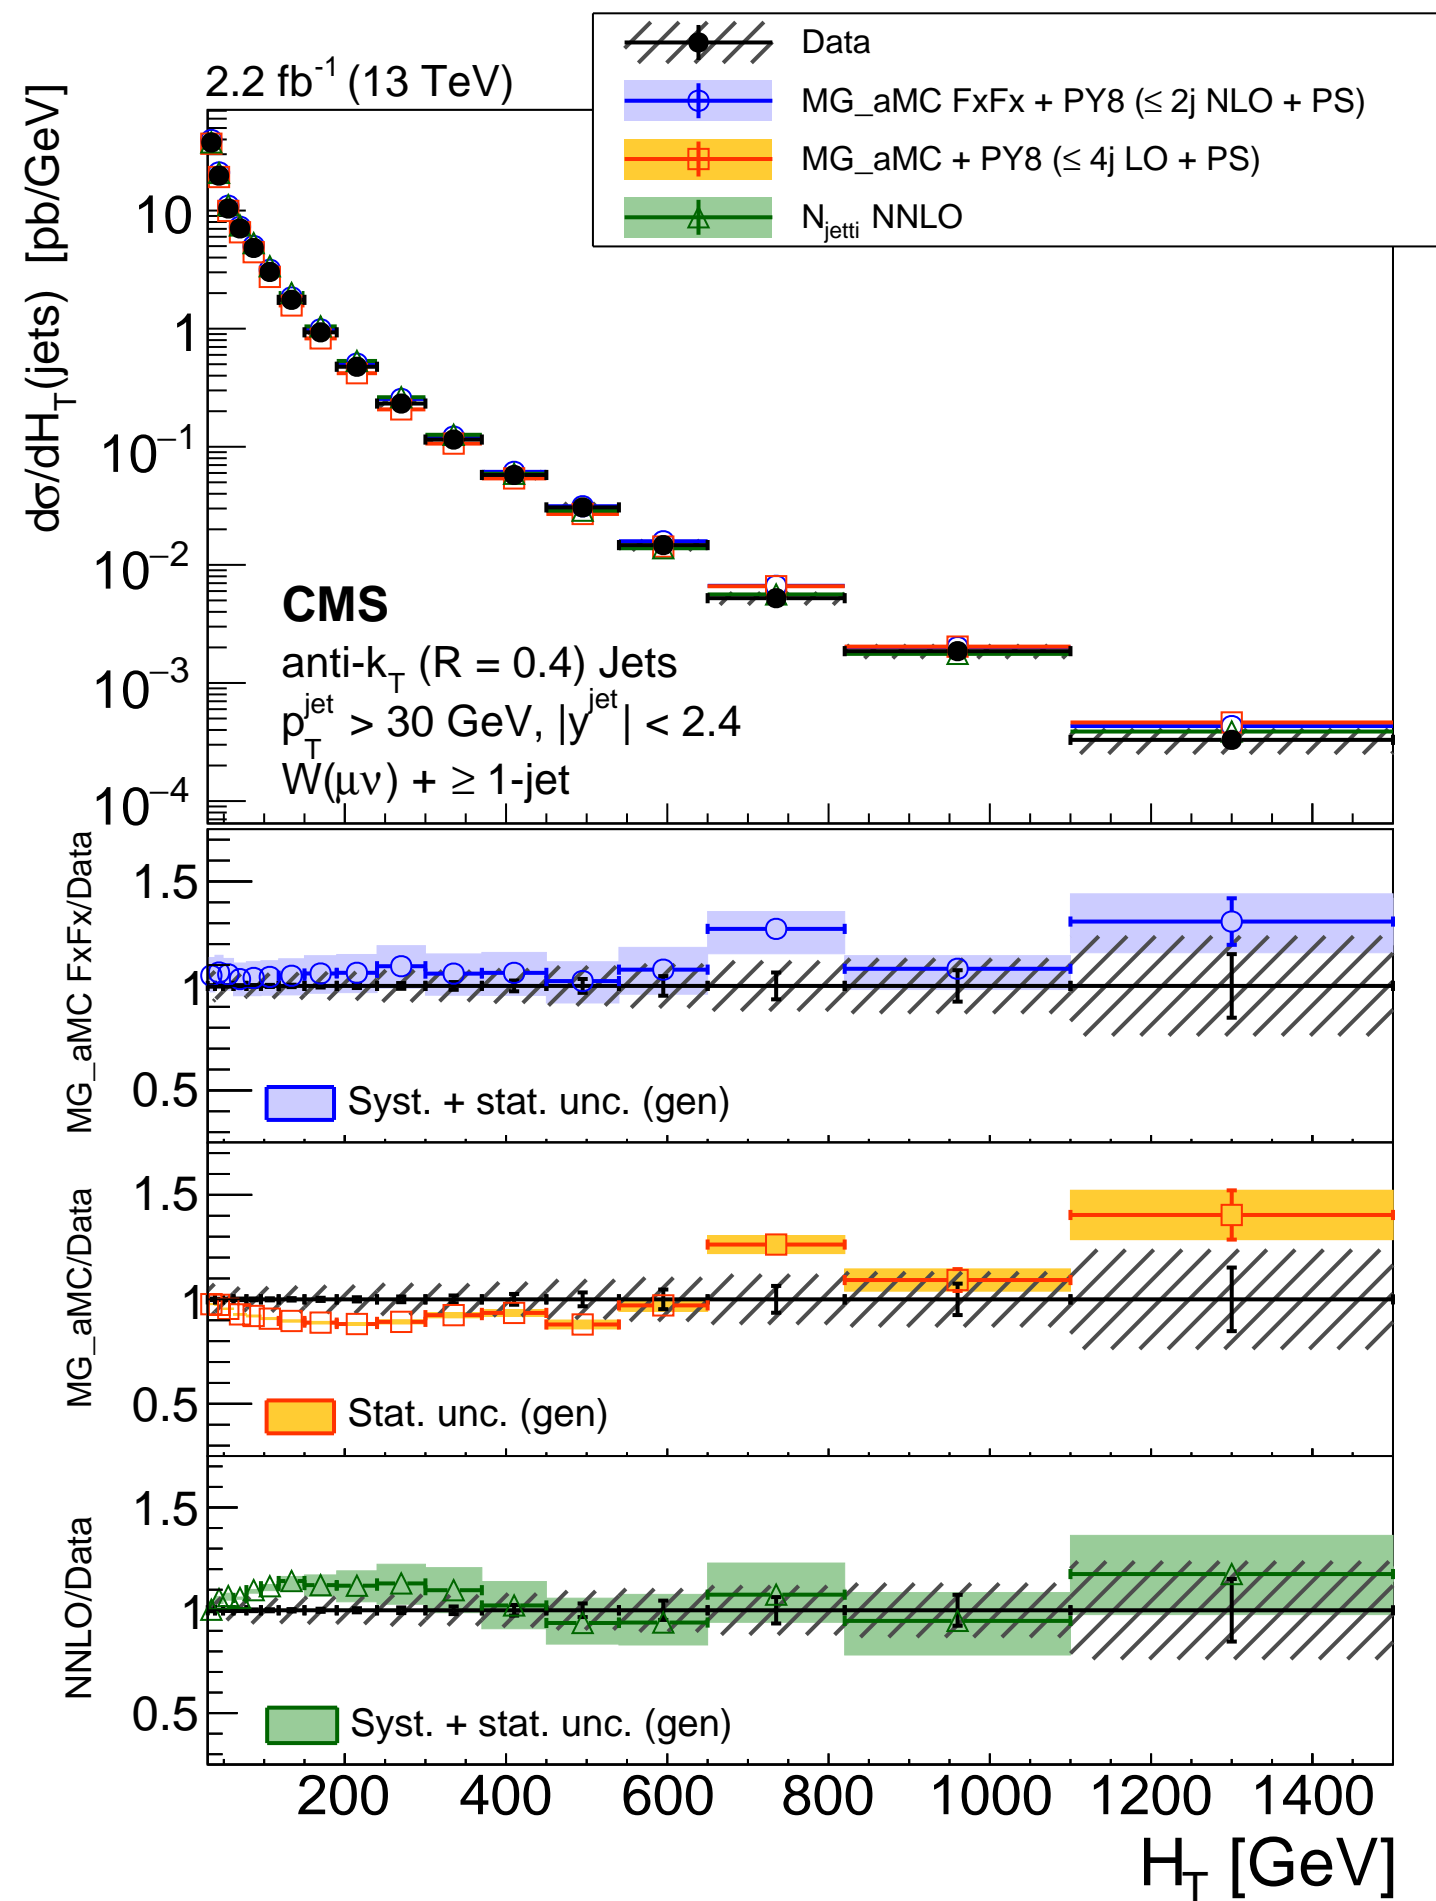 2.2 fb⁻¹ (13 TeV)
Data
MG_aMC FxFx + PY8 (≤ 2j NLO + PS)
MG_aMC + PY8 (≤ 4j LO + PS)
N_jetti NNLO
dσ/dH_T(jets) [pb/GeV]
10
1
10⁻¹
10⁻²
10⁻³
10⁻⁴
CMS
anti-k_T (R = 0.4) Jets
p_T^jet > 30 GeV, |y^jet| < 2.4
W(μν) + ≥ 1-jet
MG_aMC FxFx/Data
1.5
1
0.5
Syst. + stat. unc. (gen)
MG_aMC/Data
1.5
1
0.5
Stat. unc. (gen)
NNLO/Data
1.5
1
0.5
Syst. + stat. unc. (gen)
200 400 600 800 1000 1200 1400
H_T [GeV]